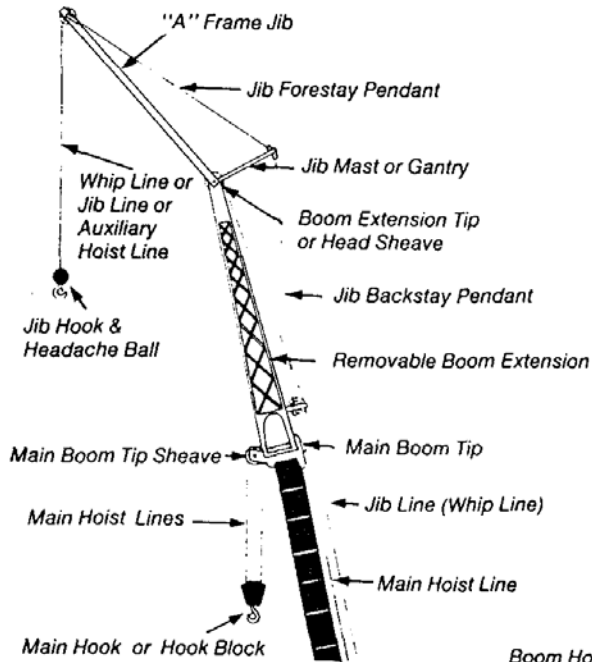 "A" Frame Jib
Jib Forestay Pendant
Jib Mast or Gantry
Whip Line or
Jib Line or
Auxiliary
Hoist Line
Boom Extension Tip
or Head Sheave
Jib Backstay Pendant
Jib Hook &
Headache Ball
Removable Boom Extension
Main Boom Tip Sheave
Main Boom Tip
Main Hoist Lines
Jib Line (Whip Line)
Main Hoist Line
Main Hook or Hook Block
Boom Ho